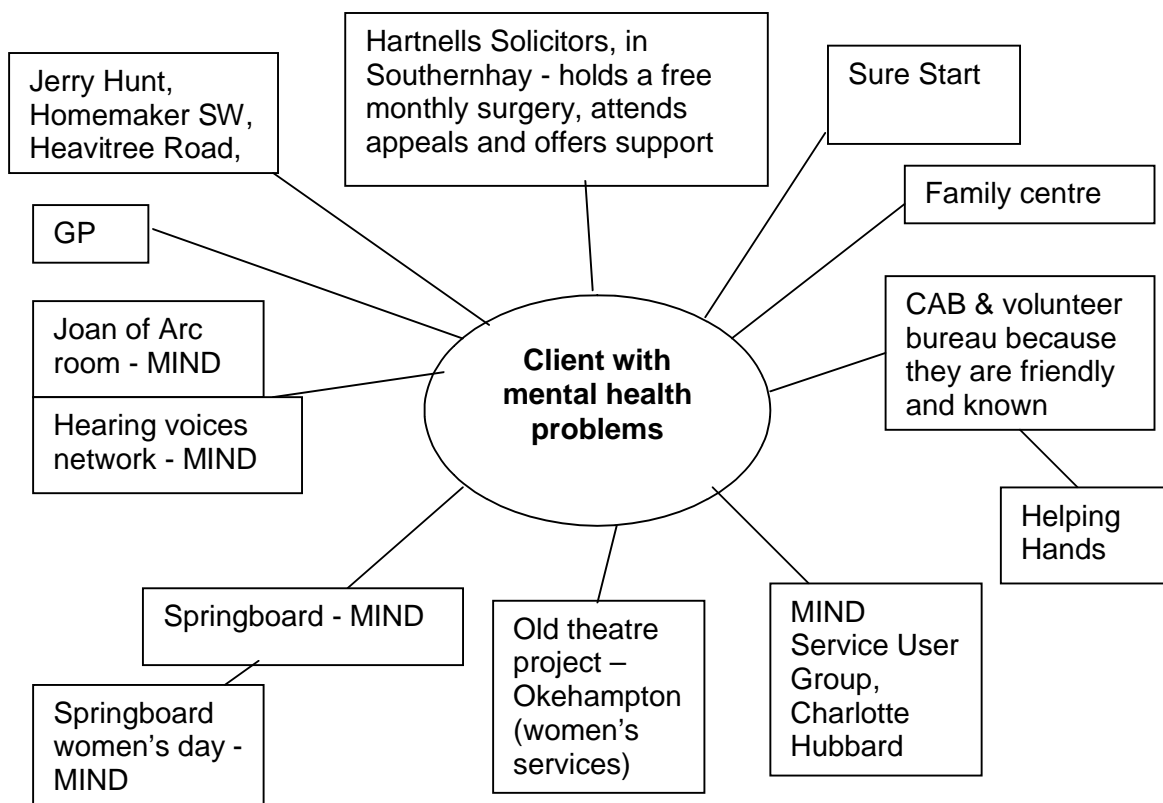 Hartnells Solicitors, in
Southernhay - holds a free
monthly surgery, attends
appeals and offers support
Jerry Hunt,
Homemaker SW,
Heavitree Road,
Sure Start
Family centre
GP
CAB & volunteer
bureau because
they are friendly
and known
Joan of Arc
room - MIND
Hearing voices
network - MIND
Client with
mental health
problems
Helping
Hands
Springboard - MIND
Springboard
women’s day -
MIND
Old theatre
project –
Okehampton
(women’s
services)
MIND
Service User
Group,
Charlotte
Hubbard